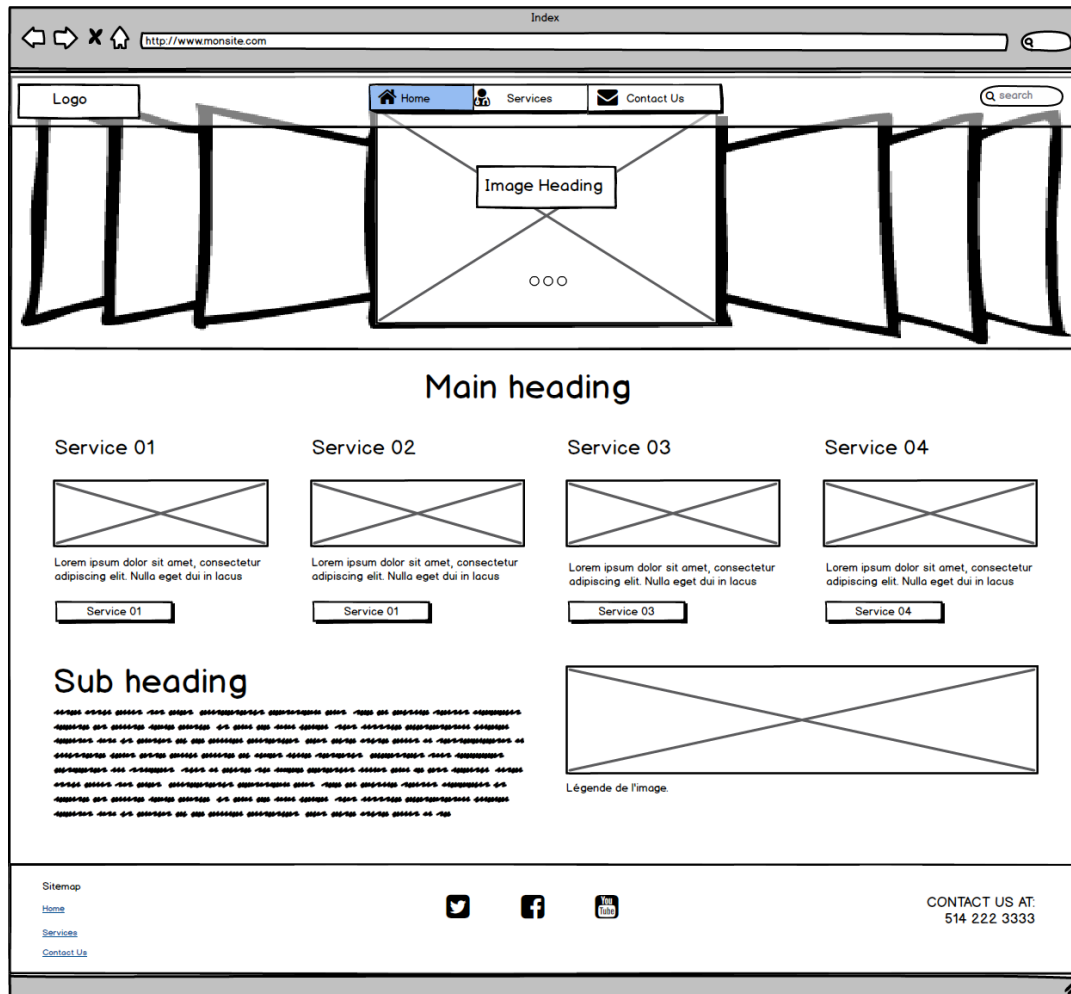 Index
http://www.monsite.com
Logo
Home
Services
Contact Us
search
Image Heading
Main heading
Service 01
Service 02
Service 03
Service 04
Lorem ipsum dolor sit amet, consectetur
adipiscing elit. Nulla eget dui in lacus
Lorem ipsum dolor sit amet, consectetur
adipiscing elit. Nulla eget dui in lacus
Lorem ipsum dolor sit amet, consectetur
adipiscing elit. Nulla eget dui in lacus
Lorem ipsum dolor sit amet, consectetur
adipiscing elit. Nulla eget dui in lacus
Service 01
Service 01
Service 03
Service 04
Sub heading
Légende de l'image.
Sitemap
Home
Services
Contact Us
You
Tube
CONTACT US AT:
514 222 3333